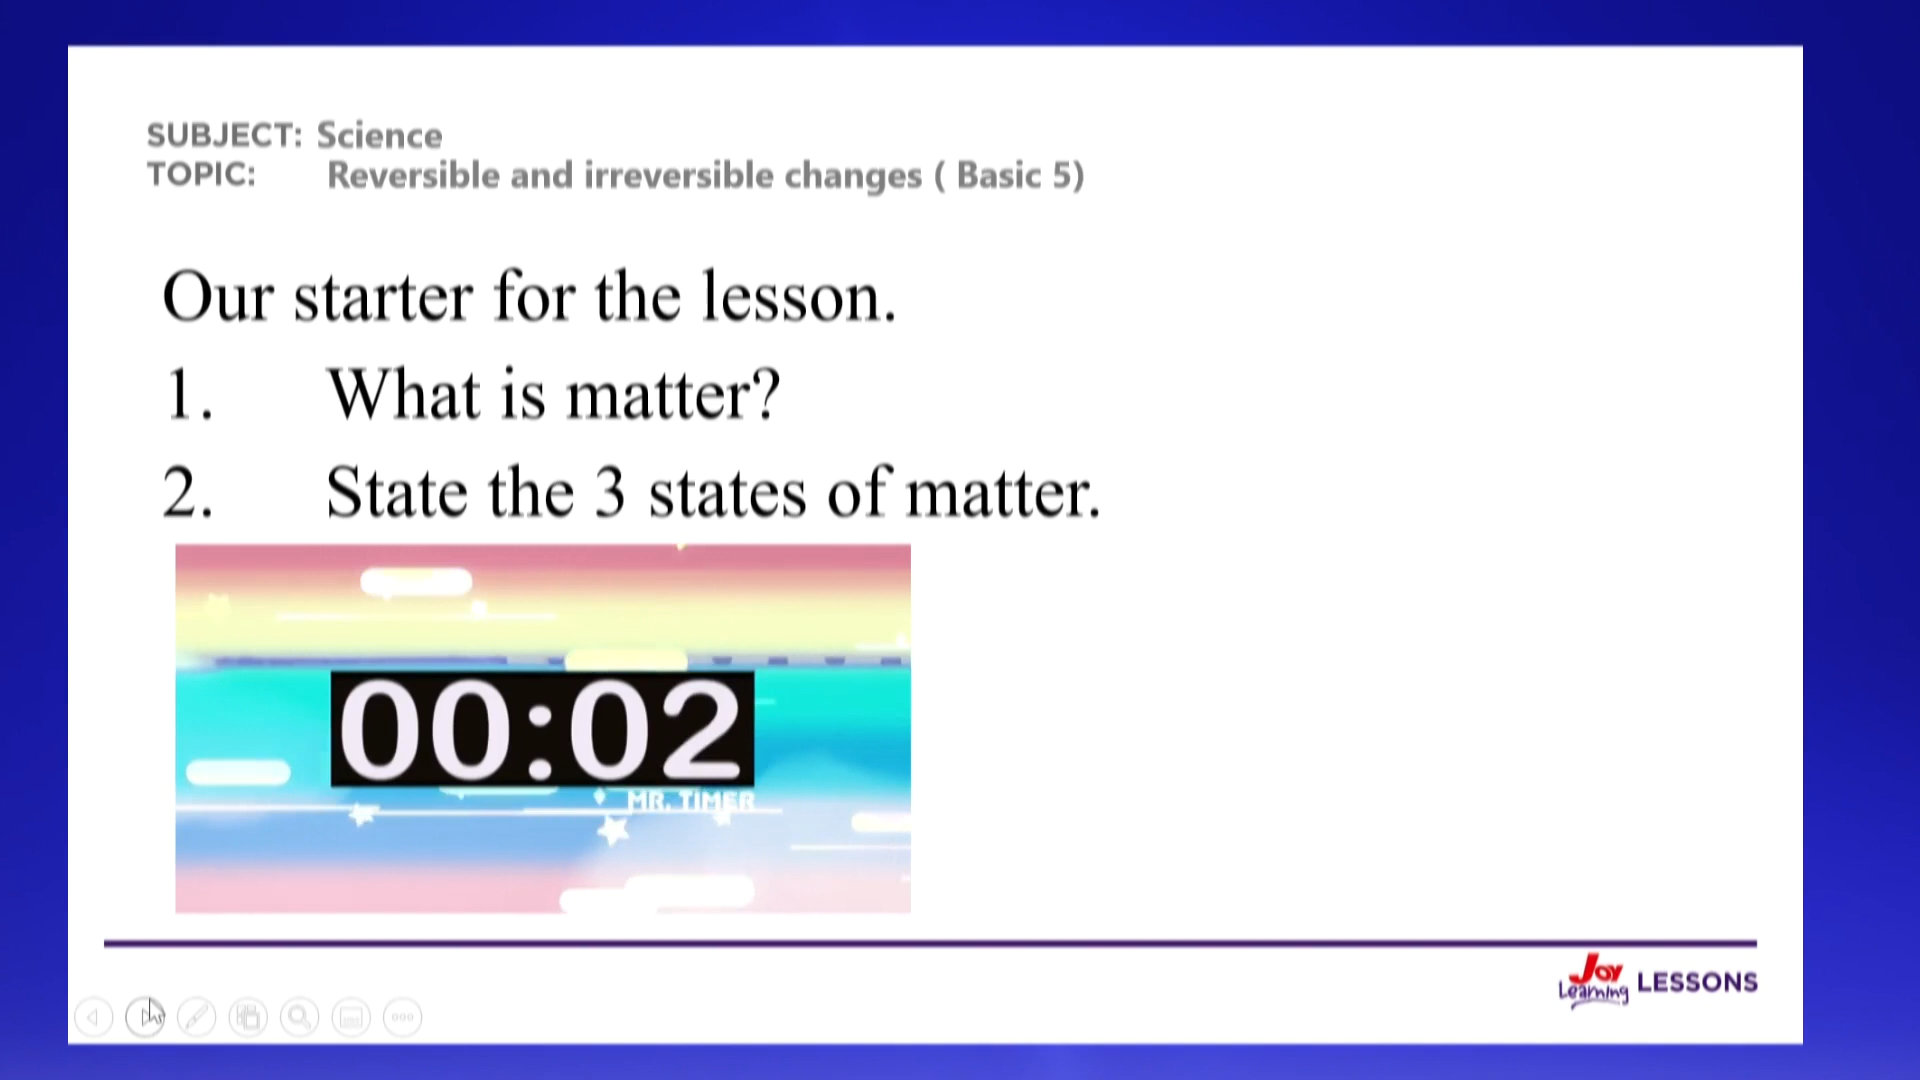 SUBJECT: Science
TOPIC: Reversible and irreversible changes ( Basic 5)
Our starter for the lesson.
1. What is matter?
2. State the 3 states of matter.
00:02
MR. TIMER
Joy Learning LESSONS